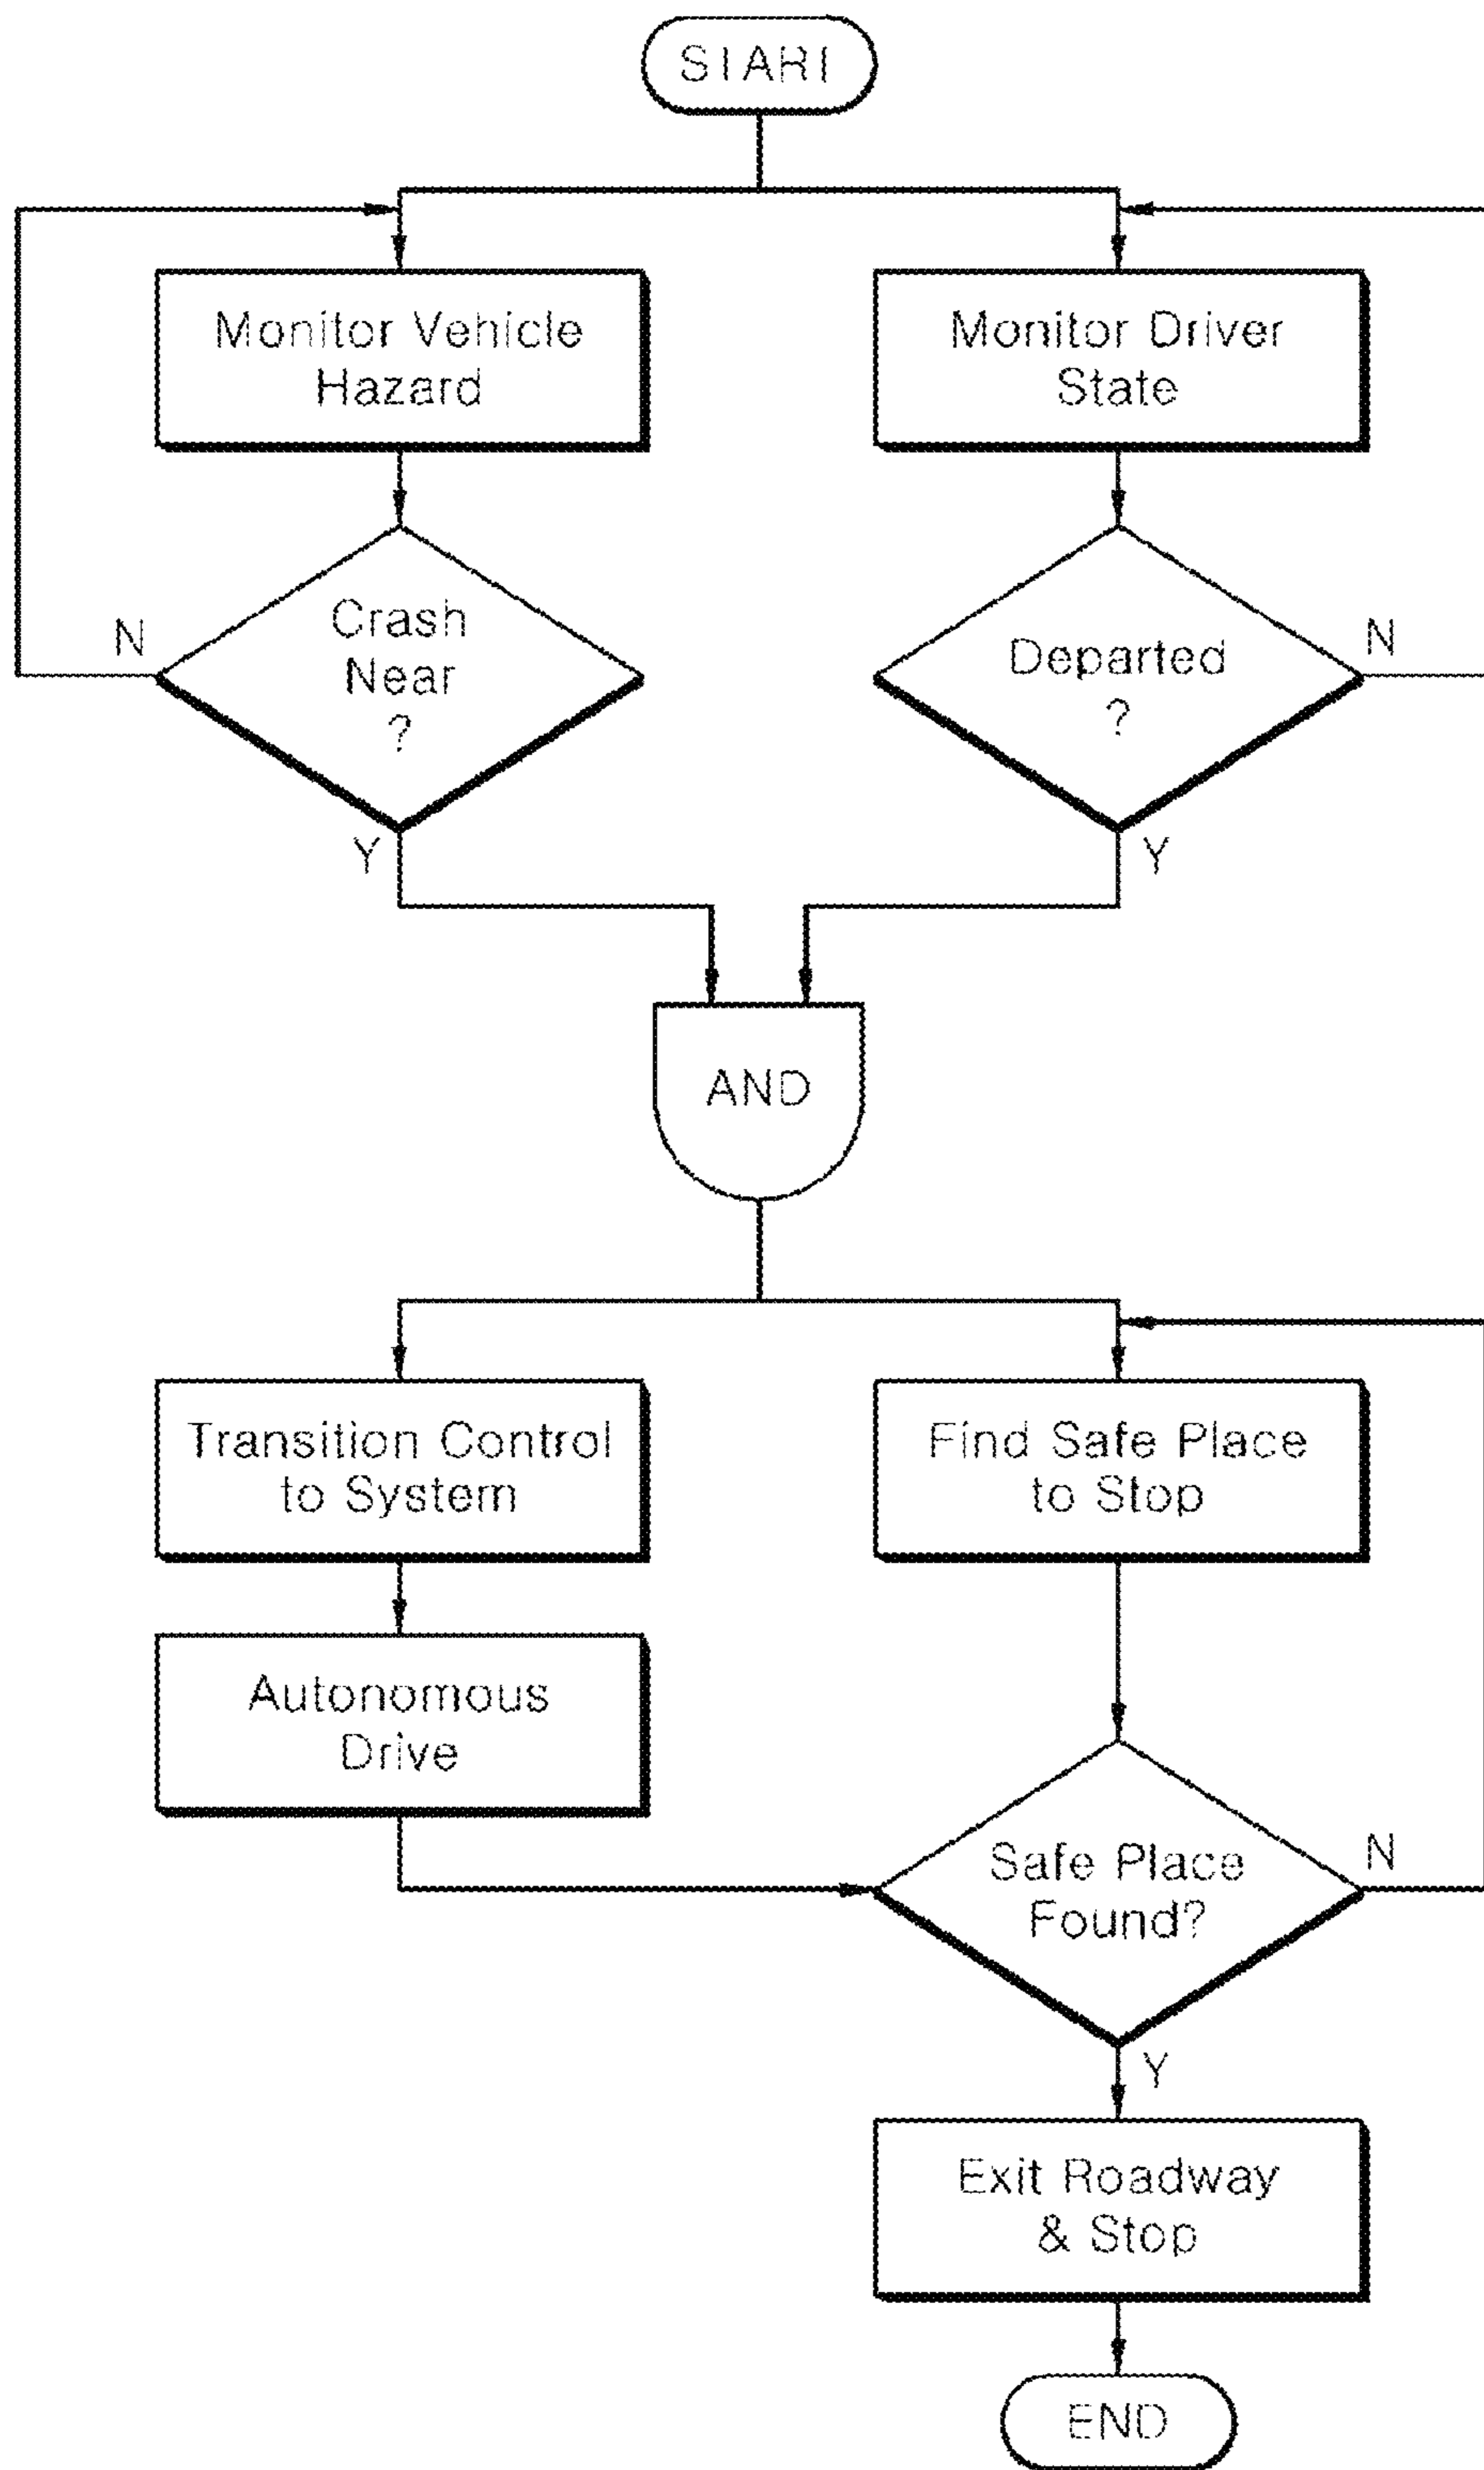 START
Monitor Vehicle
Hazard
Monitor Driver
State
Crash
Near
?
N
Y
Departed
?
N
Y
AND
Transition Control
to System
Find Safe Place
to Stop
Autonomous
Drive
Safe Place
Found?
N
Y
Exit Roadway
& Stop
END